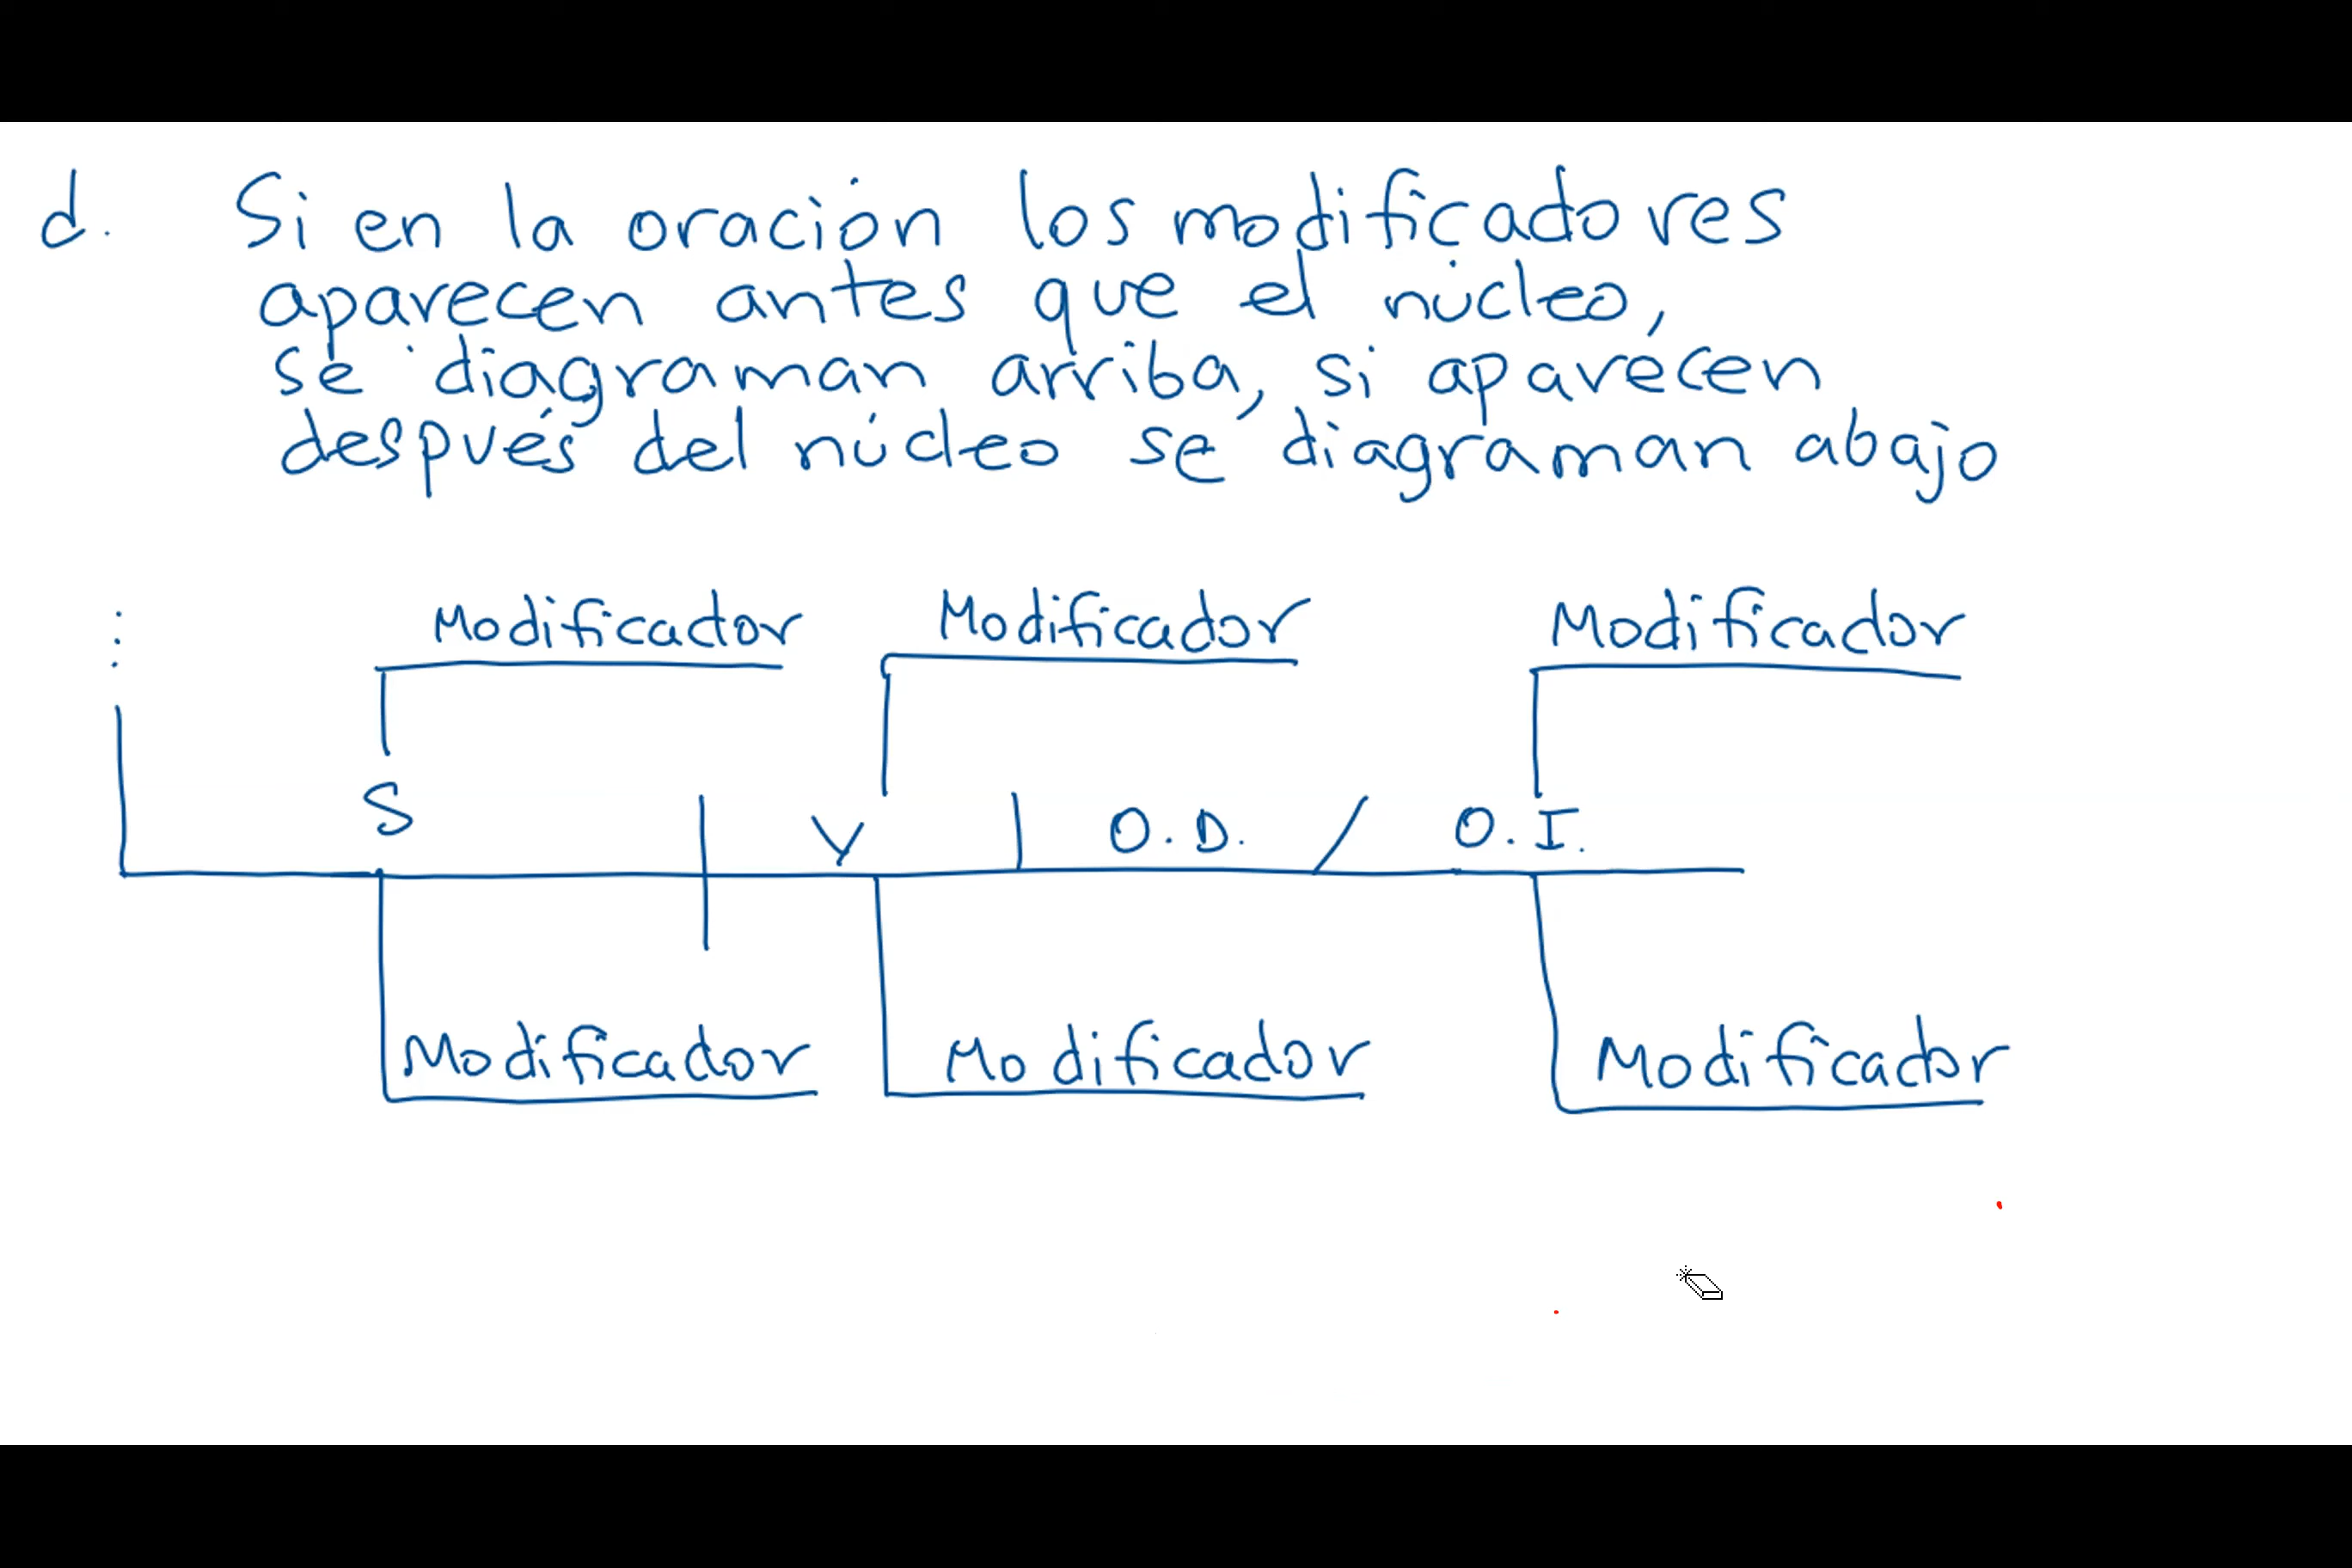 d. Si en la oración los modificadores
aparecen antes que el núcleo,
se diagraman arriba, si aparecen
después del núcleo se diagraman abajo
Modificador Modificador Modificador
S V O.D. / O.I.
Modificador Modificador Modificador